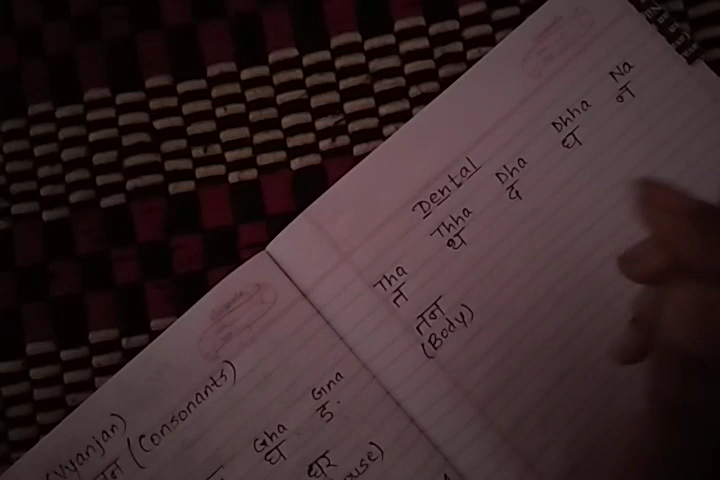 (Vyanjan)
(Consonants)
Gha Gna
घ ङ
घर
Dental
Tha Thha Dha Dhha Na
त थ द ध न
तन
(Body)